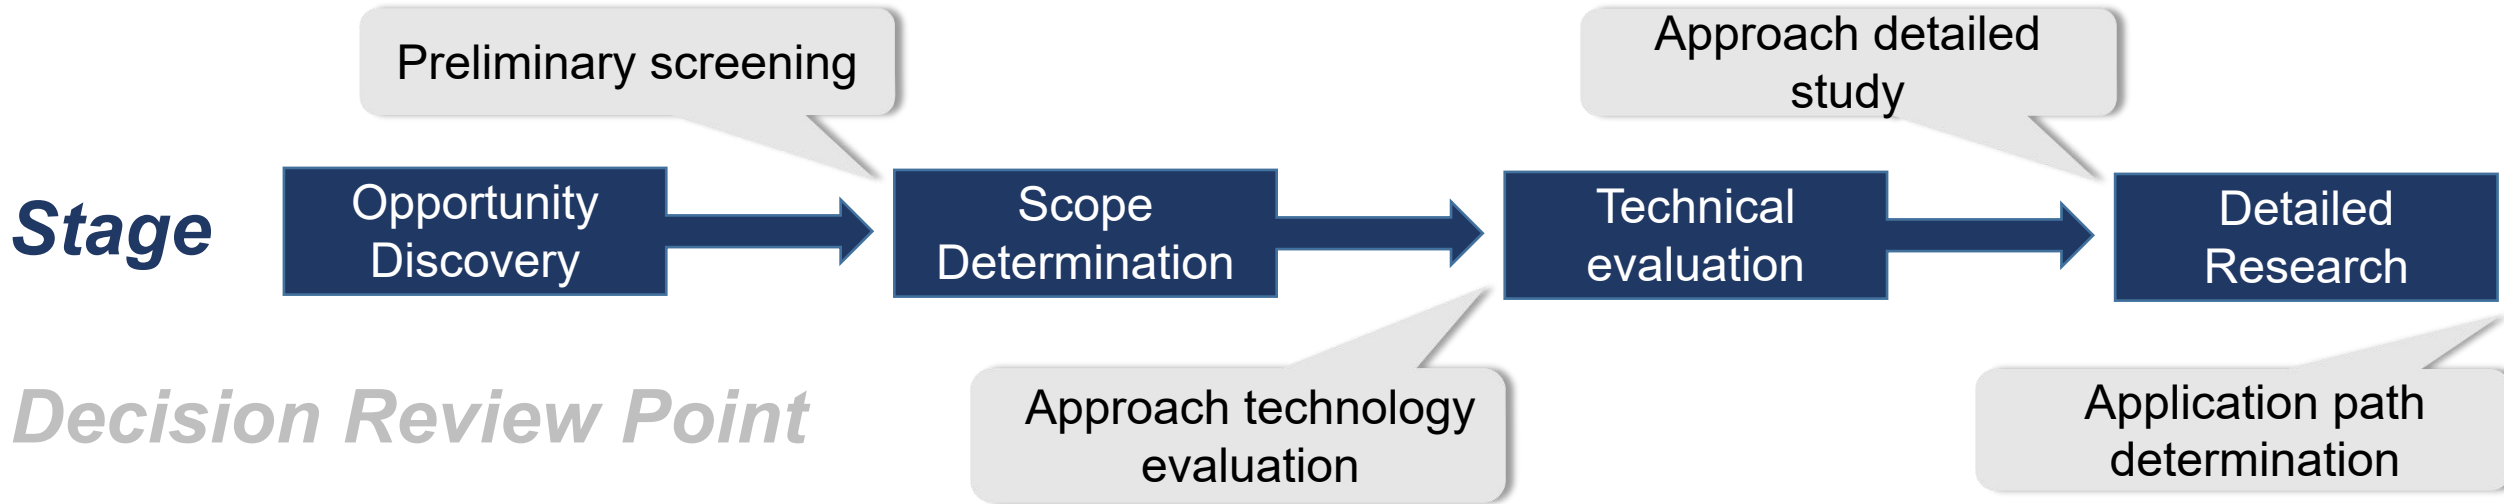 Preliminary screening
Approach detailed
study
Stage
Opportunity
Discovery
Scope
Determination
Technical
evaluation
Detailed
Research
Decision Review Point
Approach technology
evaluation
Application path
determination